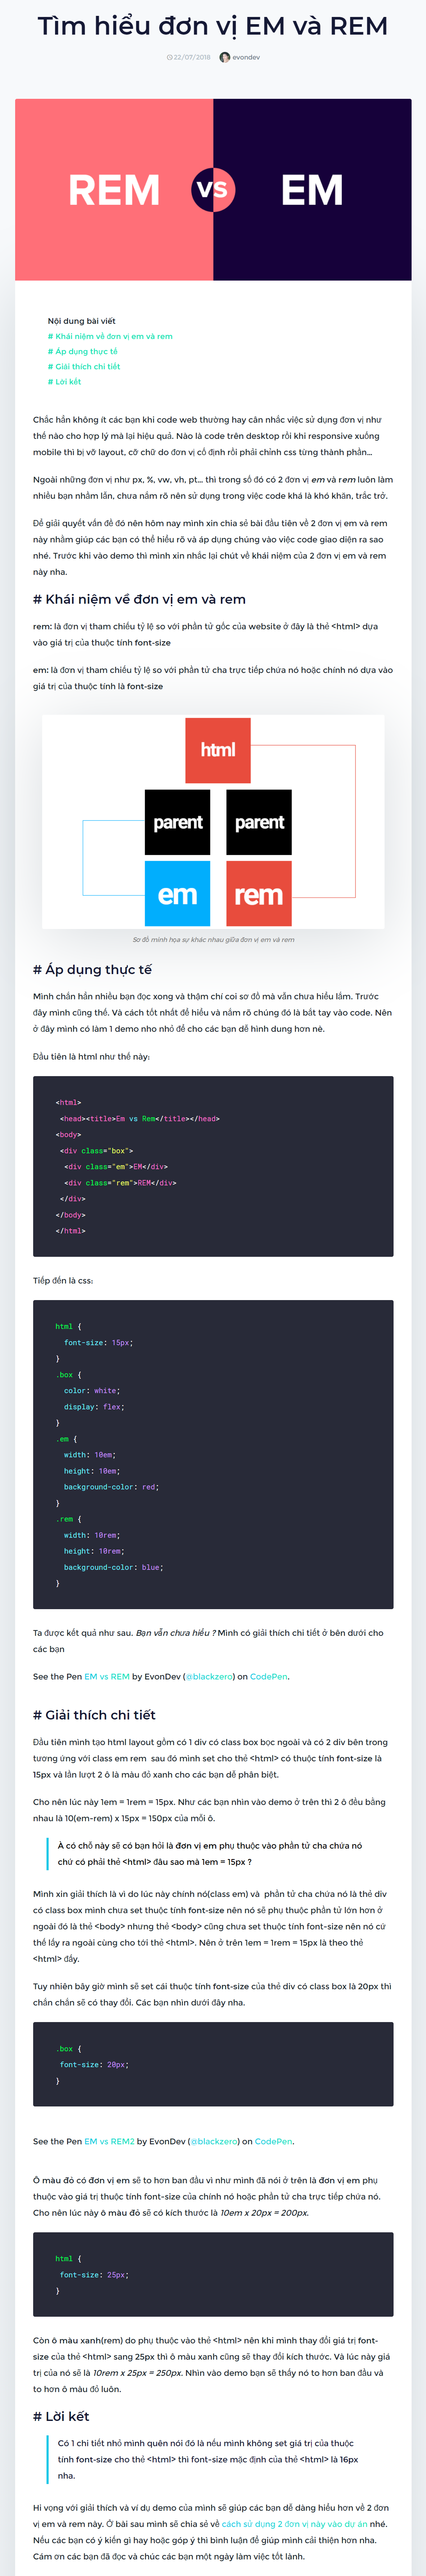 Tìm hiểu đơn vị EM và REM
22/07/2018 evondev
REM VS EM
Nội dung bài viết
# Khái niệm về đơn vị em và rem
# Áp dụng thực tế
# Giải thích chi tiết
# Lời kết
Chắc hẳn không ít các bạn khi code web thường hay cân nhắc việc sử dụng đơn vị như
thế nào cho hợp lý mà lại hiệu quả. Nào là code trên desktop rồi khi responsive xuống
mobile thì bị vỡ layout, cỡ chữ do đơn vị cố định rồi phải chỉnh css từng thành phần...
Ngoài những đơn vị như px, %, vw, vh, pt... thì trong số đó có 2 đơn vị em và rem luôn làm
nhiều bạn nhầm lẫn, chưa nắm rõ nên sử dụng trong việc code khá là khó khăn, trắc trở.
Để giải quyết vấn đề đó nên hôm nay mình xin chia sẻ bài đầu tiên về 2 đơn vị em và rem
này nhằm giúp các bạn có thể hiểu rõ và áp dụng chúng vào việc code giao diện ra sao
nhé. Trước khi vào demo thì mình xin nhắc lại chút về khái niệm của 2 đơn vị em và rem
này nha.
# Khái niệm về đơn vị em và rem
rem: là đơn vị tham chiếu tỷ lệ so với phần tử gốc của website ở đây là thẻ <html> dựa
vào giá trị của thuộc tính font-size
em: là đơn vị tham chiếu tỷ lệ so với phần tử cha trực tiếp chứa nó hoặc chính nó dựa vào
giá trị của thuộc tính là font-size
html
parent parent
em rem
Sơ đồ minh họa sự khác nhau giữa đơn vị em và rem
# Áp dụng thực tế
Mình chắn hẳn nhiều bạn đọc xong và thậm chí coi sơ đồ mà vẫn chưa hiểu lắm. Trước
đây mình cũng thế. Và cách tốt nhất để hiểu và nắm rõ chúng đó là bắt tay vào code. Nên
ở đây mình có làm 1 demo nho nhỏ để cho các bạn dễ hình dung hơn nè.
Đầu tiên là html như thế này:
<html>
<head><title>Em vs Rem</title></head>
<body>
<div class="box">
<div class="em">EM</div>
<div class="rem">REM</div>
</div>
</body>
</html>
Tiếp đến là css:
html {
font-size: 15px;
}
.box {
color: white;
display: flex;
}
.em {
width: 10em;
height: 10em;
background-color: red;
}
.rem {
width: 10rem;
height: 10rem;
background-color: blue;
}
Ta được kết quả như sau. Bạn vẫn chưa hiểu ? Mình có giải thích chi tiết ở bên dưới cho
các bạn
See the Pen EM vs REM by EvonDev (@blackzero) on CodePen.
# Giải thích chi tiết
Đầu tiên mình tạo html layout gồm có 1 div có class box bọc ngoài và có 2 div bên trong
tương ứng với class em rem sau đó mình set cho thẻ <html> có thuộc tính font-size là
15px và lần lượt 2 ô là màu đỏ xanh cho các bạn dễ phân biệt.
Cho nên lúc này 1em = 1rem = 15px. Như các bạn nhìn vào demo ở trên thì 2 ô đều bằng
nhau là 10(em-rem) x 15px = 150px của mỗi ô.
À có chỗ này sẽ có bạn hỏi là đơn vị em phụ thuộc vào phần tử cha chứa nó
chứ có phải thẻ <html> đâu sao mà 1em = 15px ?
Mình xin giải thích là vì do lúc này chính nó(class em) và phần tử cha chứa nó là thẻ div
có class box mình chưa set thuộc tính font-size nên nó sẽ phụ thuộc phần tử lớn hơn ở
ngoài đó là thẻ <body> nhưng thẻ <body> cũng chưa set thuộc tính font-size nên nó cứ
thế lấy ra ngoài cùng cho tới thẻ <html>. Nên ở trên 1em = 1rem = 15px là theo thẻ
<html> đấy.
Tuy nhiên bây giờ mình sẽ set cái thuộc tính font-size của thẻ div có class box là 20px thì
chắn chắn sẽ có thay đổi. Các bạn nhìn dưới đây nha.
.box {
font-size: 20px;
}
See the Pen EM vs REM2 by EvonDev (@blackzero) on CodePen.
Ô màu đỏ có đơn vị em sẽ to hơn ban đầu vì như mình đã nói ở trên là đơn vị em phụ
thuộc vào giá trị thuộc tính font-size của chính nó hoặc phần tử cha trực tiếp chứa nó.
Cho nên lúc này ô màu đỏ sẽ có kích thước là 10em x 20px = 200px.
html {
font-size: 25px;
}
Còn ô màu xanh(rem) do phụ thuộc vào thẻ <html> nên khi mình thay đổi giá trị font-
size của thẻ <html> sang 25px thì ô màu xanh cũng sẽ thay đổi kích thước. Và lúc này giá
trị của nó sẽ là 10rem x 25px = 250px. Nhìn vào demo bạn sẽ thấy nó to hơn ban đầu và
to hơn ô màu đỏ luôn.
# Lời kết
Có 1 chi tiết nhỏ mình quên nói đó là nếu mình không set giá trị của thuộc
tính font-size cho thẻ <html> thì font-size mặc định của thẻ <html> là 16px
nha.
Hi vọng với giải thích và ví dụ demo của mình sẽ giúp các bạn dễ dàng hiểu hơn về 2 đơn
vị em và rem này. Ở bài sau mình sẽ chia sẻ về cách sử dụng 2 đơn vị này vào dự án nhé.
Nếu các bạn có ý kiến gì hay hoặc góp ý thì bình luận để giúp mình cải thiện hơn nha.
Cám ơn các bạn đã đọc và chúc các bạn một ngày làm việc tốt lành.